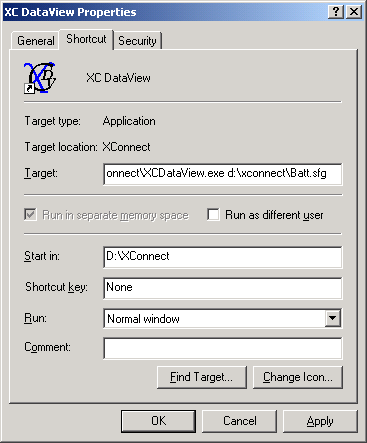 XC DataView Properties
General Shortcut Security
XC DataView
Target type: Application
Target location: XConnect
Target: onnect\XCDataView.exe d:\xconnect\Batt.sfg
Run in separate memory space Run as different user
Start in: D:\XConnect
Shortcut key: None
Run: Normal window
Comment:
Find Target... Change Icon...
OK Cancel Apply